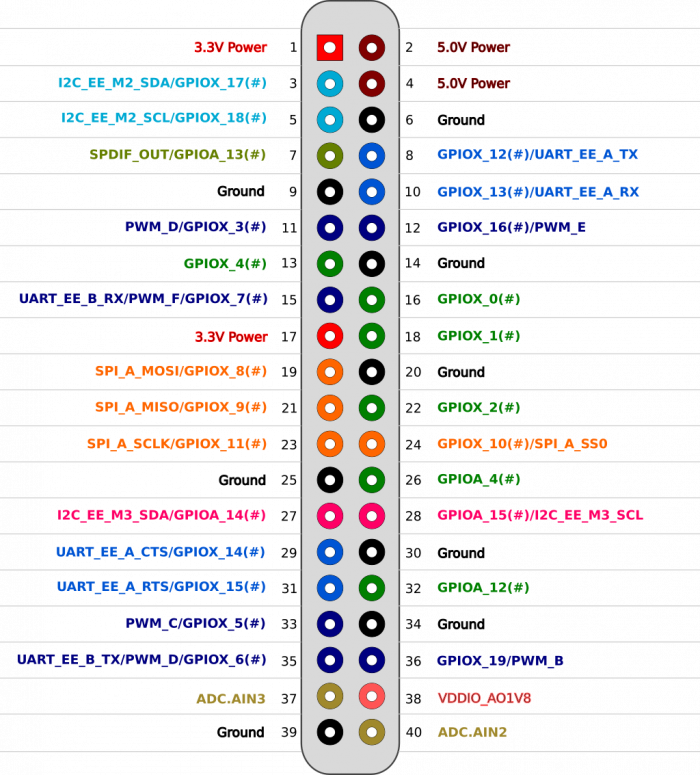 3.3V Power 1 2 5.0V Power
I2C_EE_M2_SDA/GPIOX_17(#) 3 4 5.0V Power
I2C_EE_M2_SCL/GPIOX_18(#) 5 6 Ground
SPDIF_OUT/GPIOA_13(#) 7 8 GPIOX_12(#)/UART_EE_A_TX
Ground 9 10 GPIOX_13(#)/UART_EE_A_RX
PWM_D/GPIOX_3(#) 11 12 GPIOX_16(#)/PWM_E
GPIOX_4(#) 13 14 Ground
UART_EE_B_RX/PWM_F/GPIOX_7(#) 15 16 GPIOX_0(#)
3.3V Power 17 18 GPIOX_1(#)
SPI_A_MOSI/GPIOX_8(#) 19 20 Ground
SPI_A_MISO/GPIOX_9(#) 21 22 GPIOX_2(#)
SPI_A_SCLK/GPIOX_11(#) 23 24 GPIOX_10(#)/SPI_A_SS0
Ground 25 26 GPIOA_4(#)
I2C_EE_M3_SDA/GPIOA_14(#) 27 28 GPIOA_15(#)/I2C_EE_M3_SCL
UART_EE_A_CTS/GPIOX_14(#) 29 30 Ground
UART_EE_A_RTS/GPIOX_15(#) 31 32 GPIOA_12(#)
PWM_C/GPIOX_5(#) 33 34 Ground
UART_EE_B_TX/PWM_D/GPIOX_6(#) 35 36 GPIOX_19/PWM_B
ADC.AIN3 37 38 VDDIO_AO1V8
Ground 39 40 ADC.AIN2